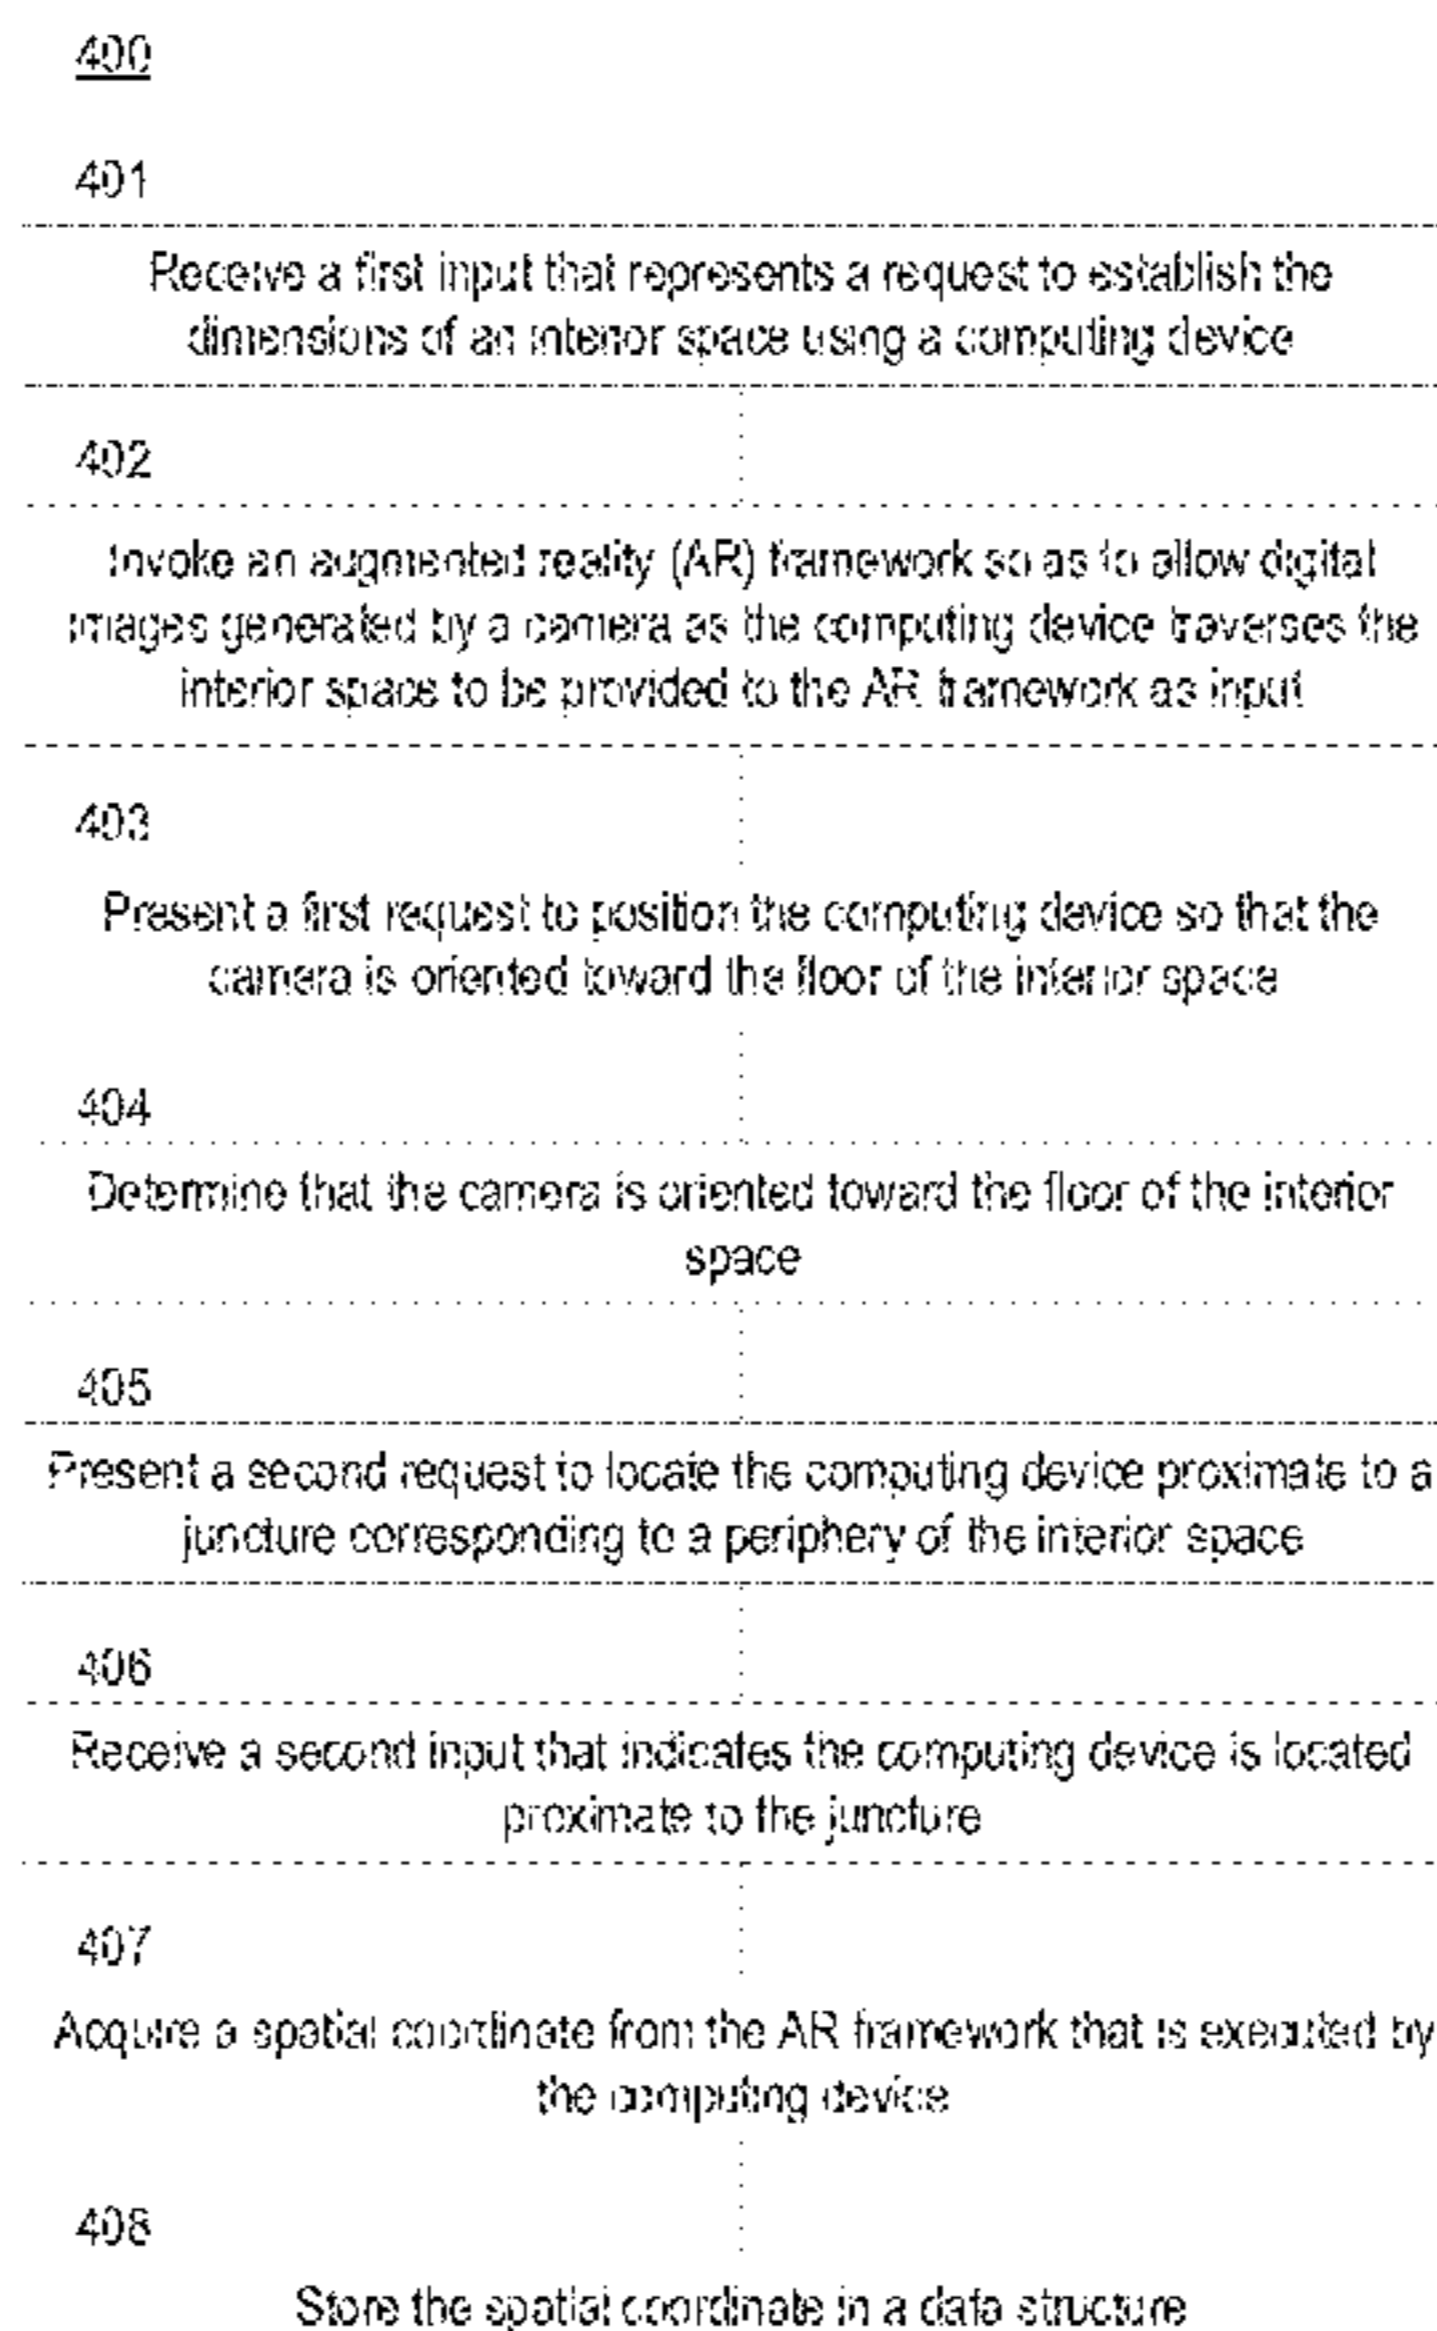 400
401
Receive a first input that represents a request to establish the
dimensions of an interior space using a computing device
402
Invoke an augmented reality (AR) framework so as to allow digital
images generated by a camera as the computing device traverses the
interior space to be provided to the AR framework as input
403
Present a first request to position the computing device so that the
camera is oriented toward the floor of the interior space
404
Determine that the camera is oriented toward the floor of the interior
space
405
Present a second request to locate the computing device proximate to a
juncture corresponding to a periphery of the interior space
406
Receive a second input that indicates the computing device is located
proximate to the juncture
407
Acquire a spatial coordinate from the AR framework that is executed by
the computing device
408
Store the spatial coordinate in a data structure